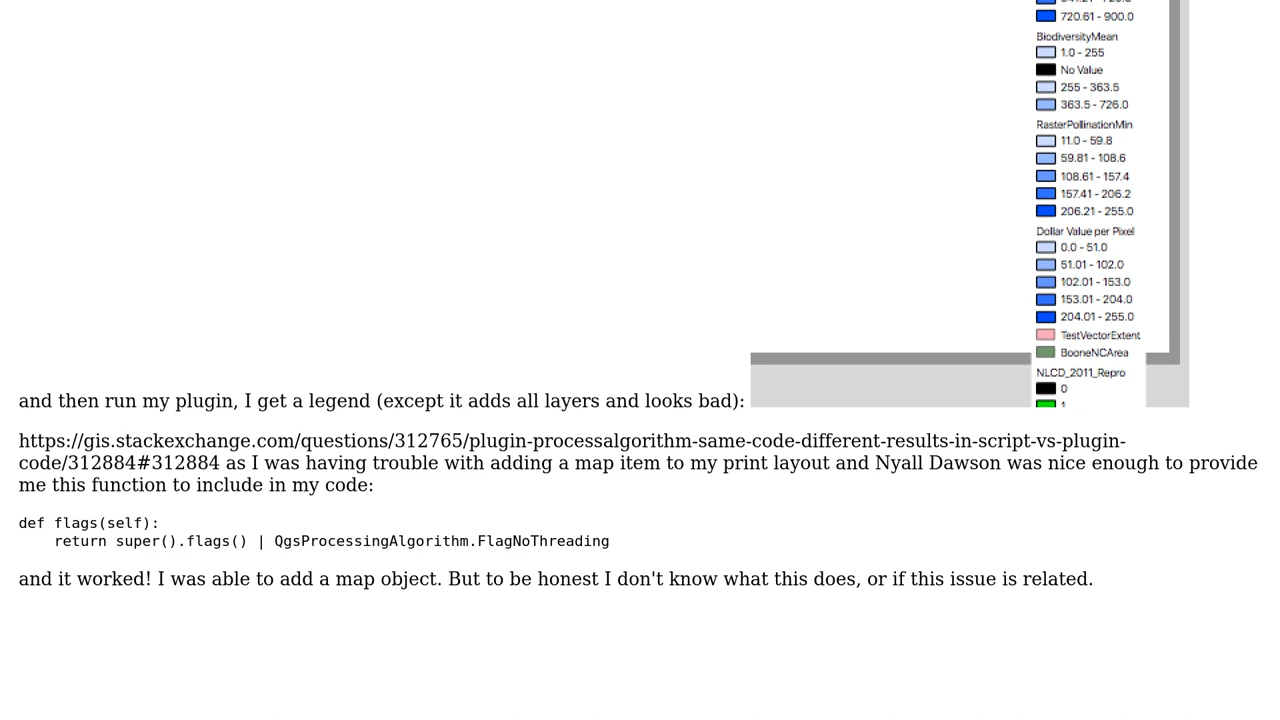 720.61 - 900.0
BiodiversityMean
1.0 - 255
No Value
255 - 363.5
363.5 - 726.0
RasterPollinationMin
11.0 - 59.8
59.81 - 108.6
108.61 - 157.4
157.41 - 206.2
206.21 - 255.0
Dollar Value per Pixel
0.0 - 51.0
51.01 - 102.0
102.01 - 153.0
153.01 - 204.0
204.01 - 255.0
TestVectorExtent
BooneNCArea
NLCD_2011_Repro
0
1
and then run my plugin, I get a legend (except it adds all layers and looks bad):
https://gis.stackexchange.com/questions/312765/plugin-processalgorithm-same-code-different-results-in-script-vs-plugin-
code/312884#312884 as I was having trouble with adding a map item to my print layout and Nyall Dawson was nice enough to provide
me this function to include in my code:
def flags(self):
    return super().flags() | QgsProcessingAlgorithm.FlagNoThreading
and it worked! I was able to add a map object. But to be honest I don't know what this does, or if this issue is related.